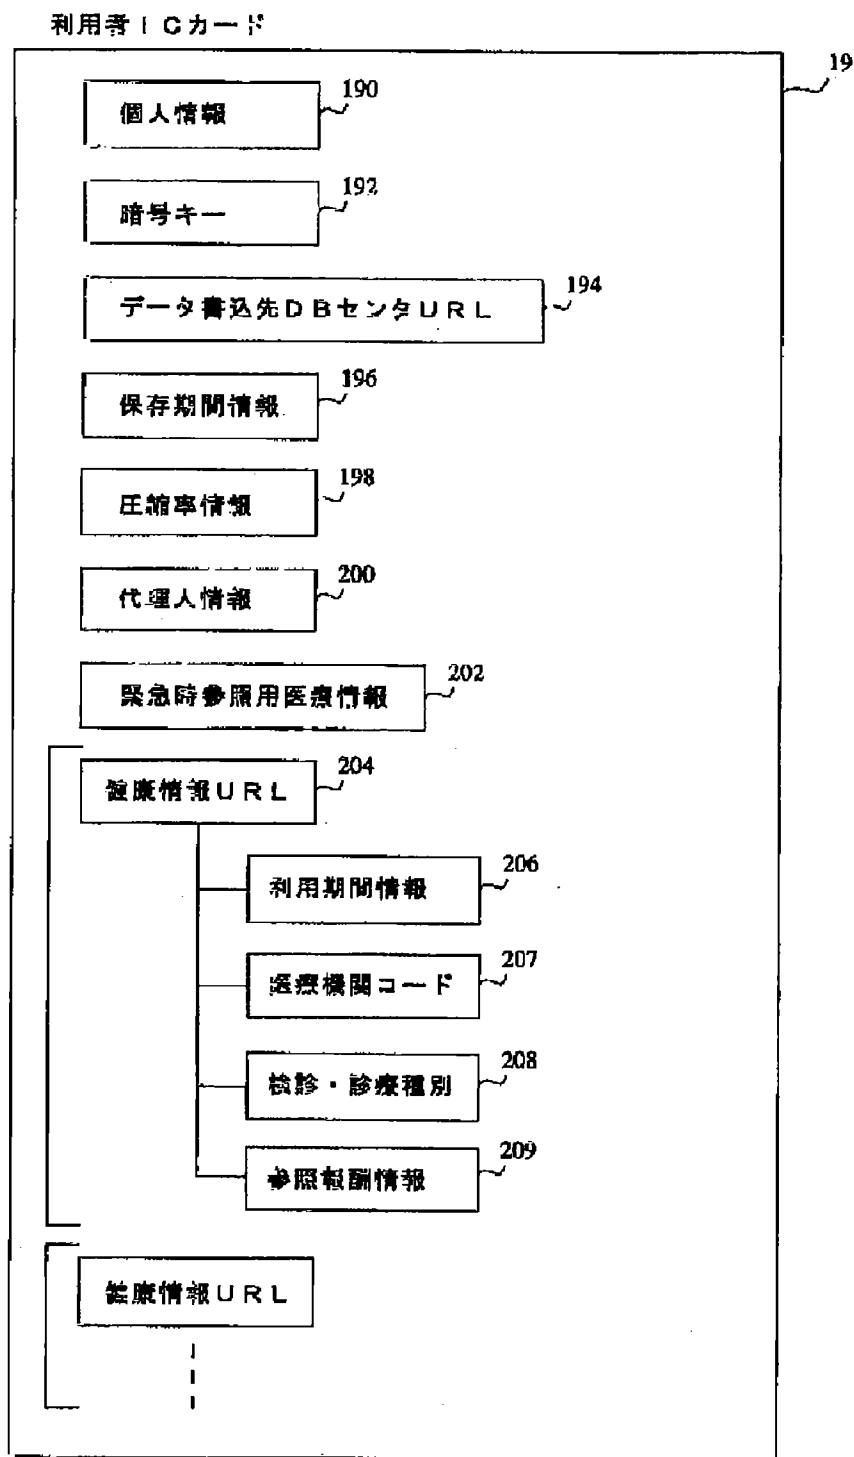 利用者ICカード
19
個人情報
190
暗号キー
192
データ書込先DBセンタURL
194
保存期間情報
196
圧縮率情報
198
代理人情報
200
緊急時参照用医療情報
202
健康情報URL
204
利用期間情報
206
医療機関コード
207
検診・診療種別
208
参照報酬情報
209
健康情報URL